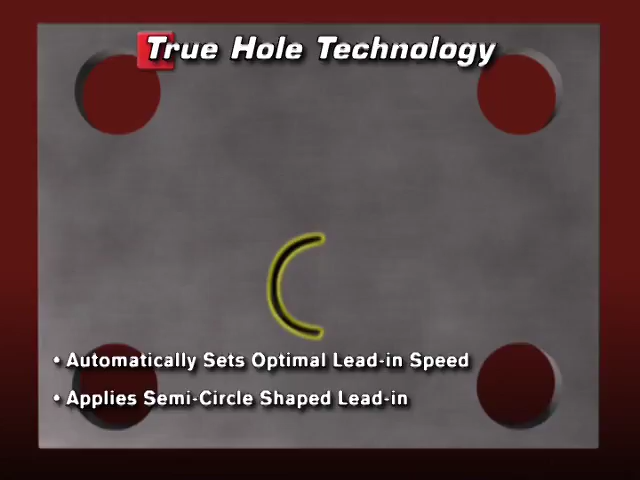 True Hole Technology
• Automatically Sets Optimal Lead-in Speed
• Applies Semi-Circle Shaped Lead-in